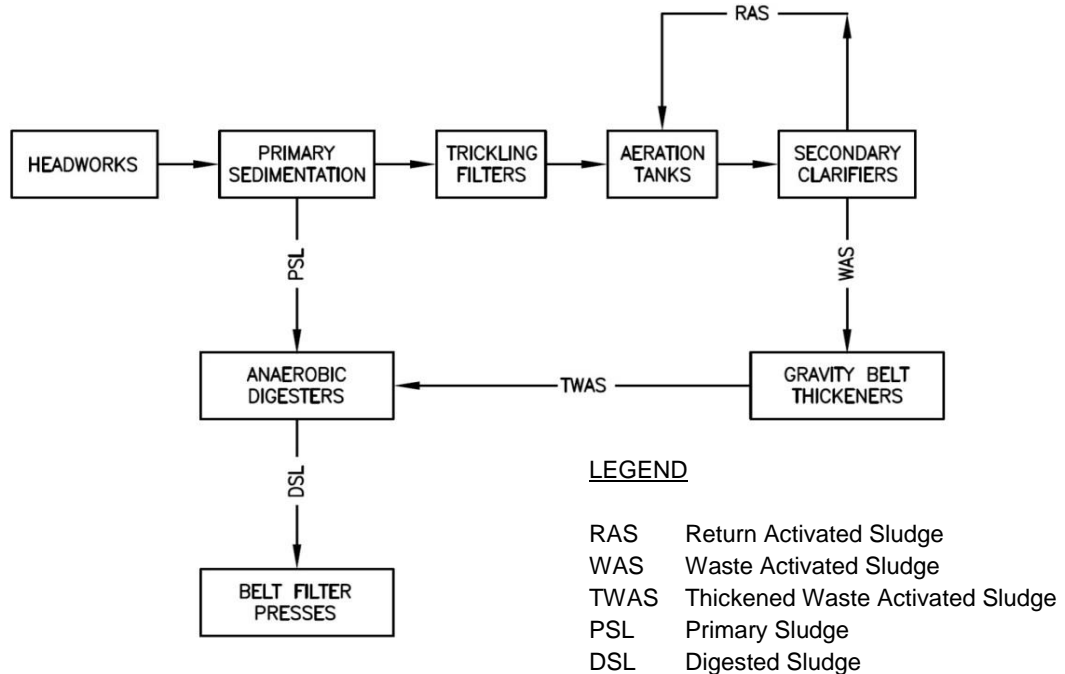 RAS
HEADWORKS
PRIMARY
SEDIMENTATION
TRICKLING
FILTERS
AERATION
TANKS
SECONDARY
CLARIFIERS
PSL
WAS
ANAEROBIC
DIGESTERS
TWAS
GRAVITY BELT
THICKENERS
DSL
BELT FILTER
PRESSES
LEGEND
RAS Return Activated Sludge
WAS Waste Activated Sludge
TWAS Thickened Waste Activated Sludge
PSL Primary Sludge
DSL Digested Sludge